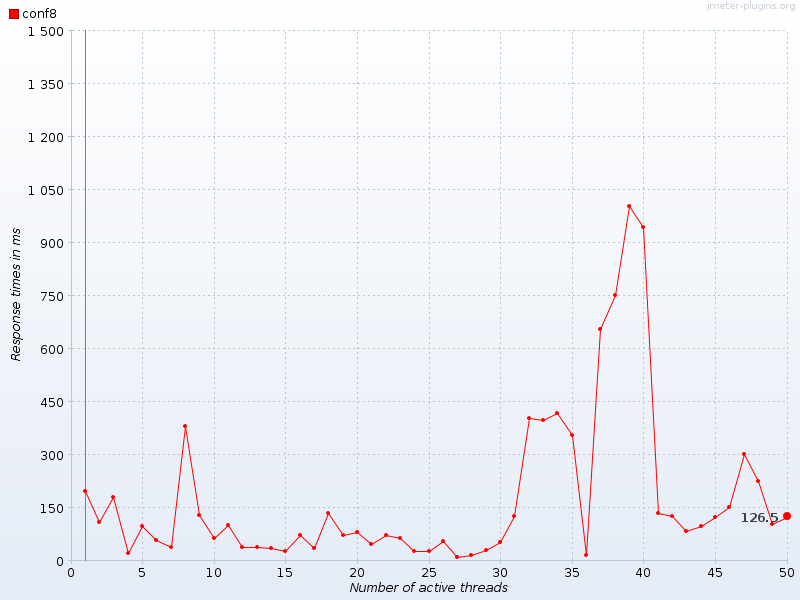 jmeter-plugins.org
conf8
1 500
1 350
1 200
1 050
900
750
600
450
300
150
0
Response times in ms
126.5
0 5 10 15 20 25 30 35 40 45 50
Number of active threads